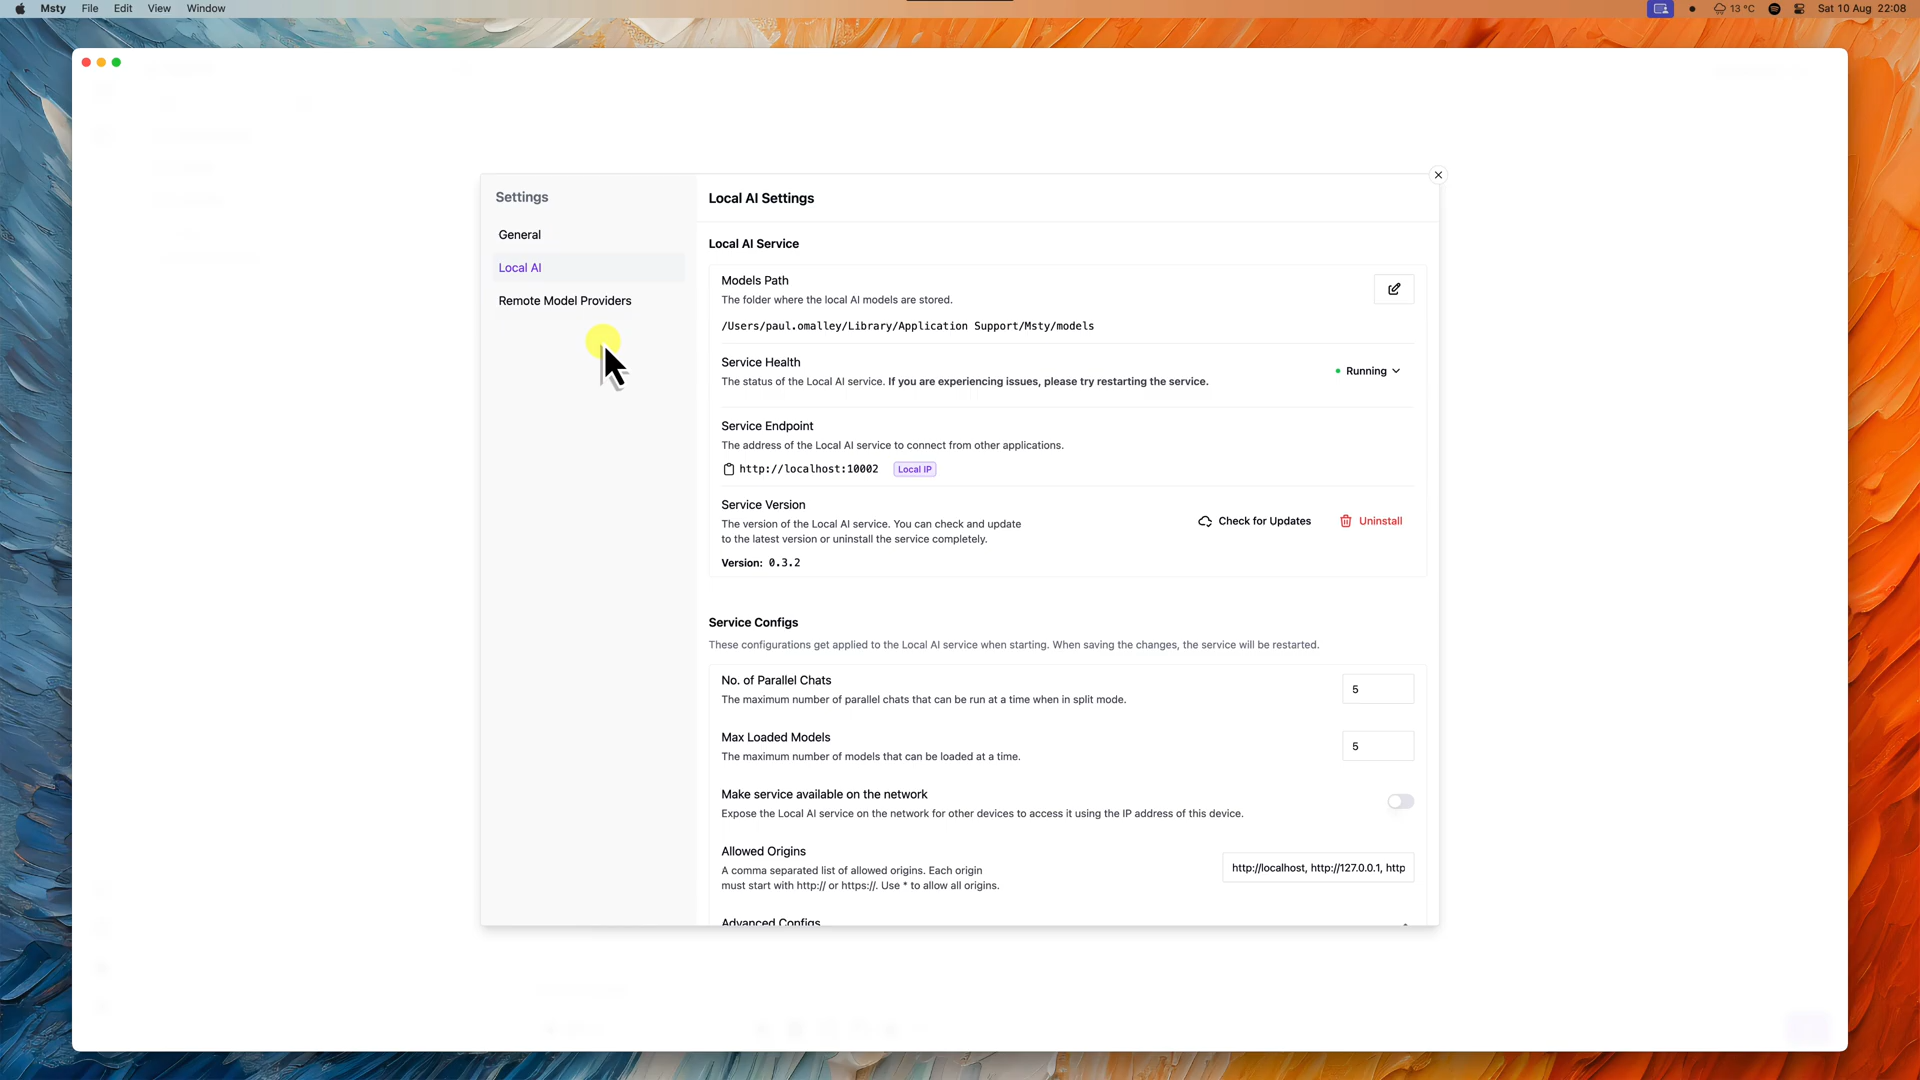 Msty File Edit View Window
13 °C Sat 10 Aug 22:08
Settings
General
Local AI
Remote Model Providers
Local AI Settings
Local AI Service
Models Path
The folder where the local AI models are stored.
/Users/paul.omalley/Library/Application Support/Msty/models
Service Health
The status of the Local AI service. If you are experiencing issues, please try restarting the service.
Running
Service Endpoint
The address of the Local AI service to connect from other applications.
http://localhost:10002 Local IP
Service Version
The version of the Local AI service. You can check and update
to the latest version or uninstall the service completely.
Check for Updates Uninstall
Version: 0.3.2
Service Configs
These configurations get applied to the Local AI service when starting. When saving the changes, the service will be restarted.
No. of Parallel Chats
The maximum number of parallel chats that can be run at a time when in split mode.
5
Max Loaded Models
The maximum number of models that can be loaded at a time.
5
Make service available on the network
Expose the Local AI service on the network for other devices to access it using the IP address of this device.
Allowed Origins
A comma separated list of allowed origins. Each origin
must start with http:// or https://. Use * to allow all origins.
http://localhost, http://127.0.0.1, http
Advanced Configs